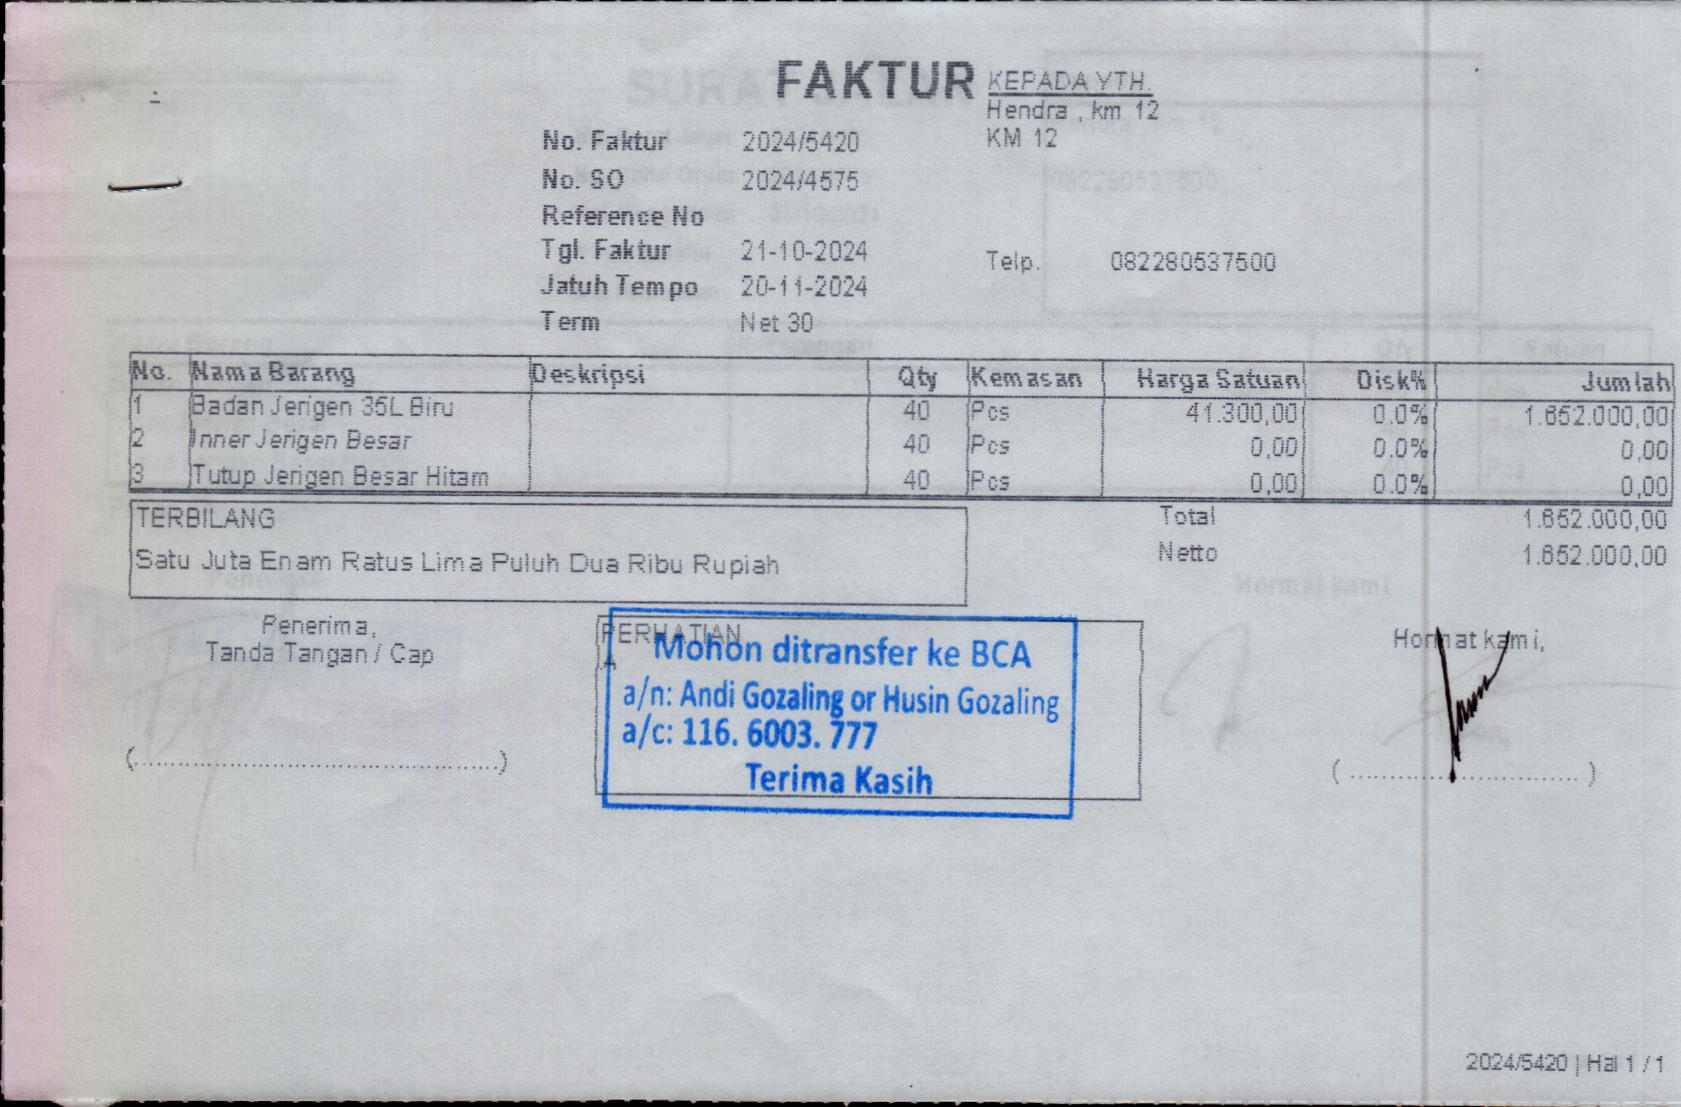 FAKTUR
KEPADA YTH.
Hendra , km 12
KM 12
No. Faktur 2024/5420
No. SO 2024/4575
Reference No
Tgl. Faktur 21-10-2024
Telp. 082280537500
Jatuh Tempo 20-11-2024
Term Net 30
No. Nama Barang Deskripsi Qty Kemasan Harga Satuan Disk% Jumlah
1 Badan Jerigen 35L Biru 40 Pcs 41.300,00 0.0% 1.652.000,00
2 Inner Jerigen Besar 40 Pcs 0,00 0.0% 0,00
3 Tutup Jerigen Besar Hitam 40 Pcs 0,00 0.0% 0,00
TERBILANG
Total 1.652.000,00
Satu Juta Enam Ratus Lima Puluh Dua Ribu Rupiah
Netto 1.652.000,00
Penerima,
Tanda Tangan / Cap
PERHATIAN
A
Mohon ditransfer ke BCA
a/n: Andi Gozaling or Husin Gozaling
a/c: 116. 6003. 777
Terima Kasih
Hormat kami,
(..............................................)
( ............................. )
2024/5420 | Hal 1 / 1